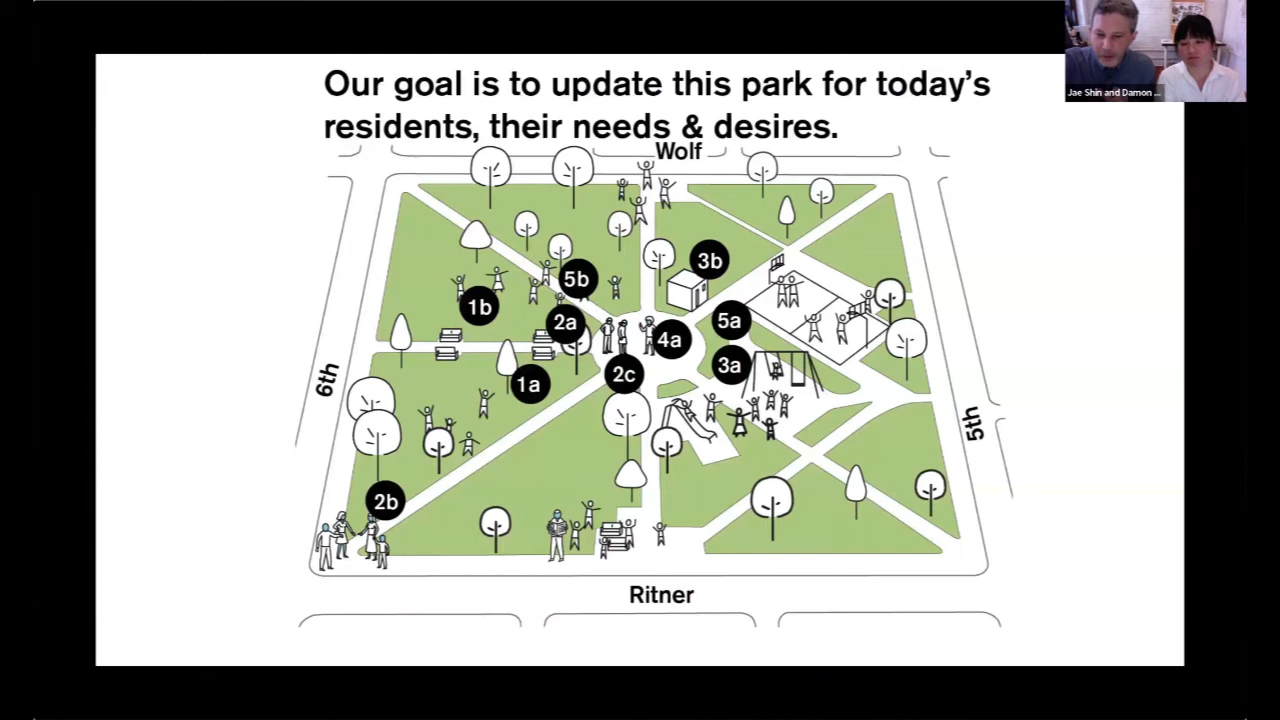 Our goal is to update this park for today's
residents, their needs & desires.
Jae Shin and Damon ...
Wolf
3b
5b
1b
2a
5a
4a
3a
2c
1a
6th
5th
2b
Ritner